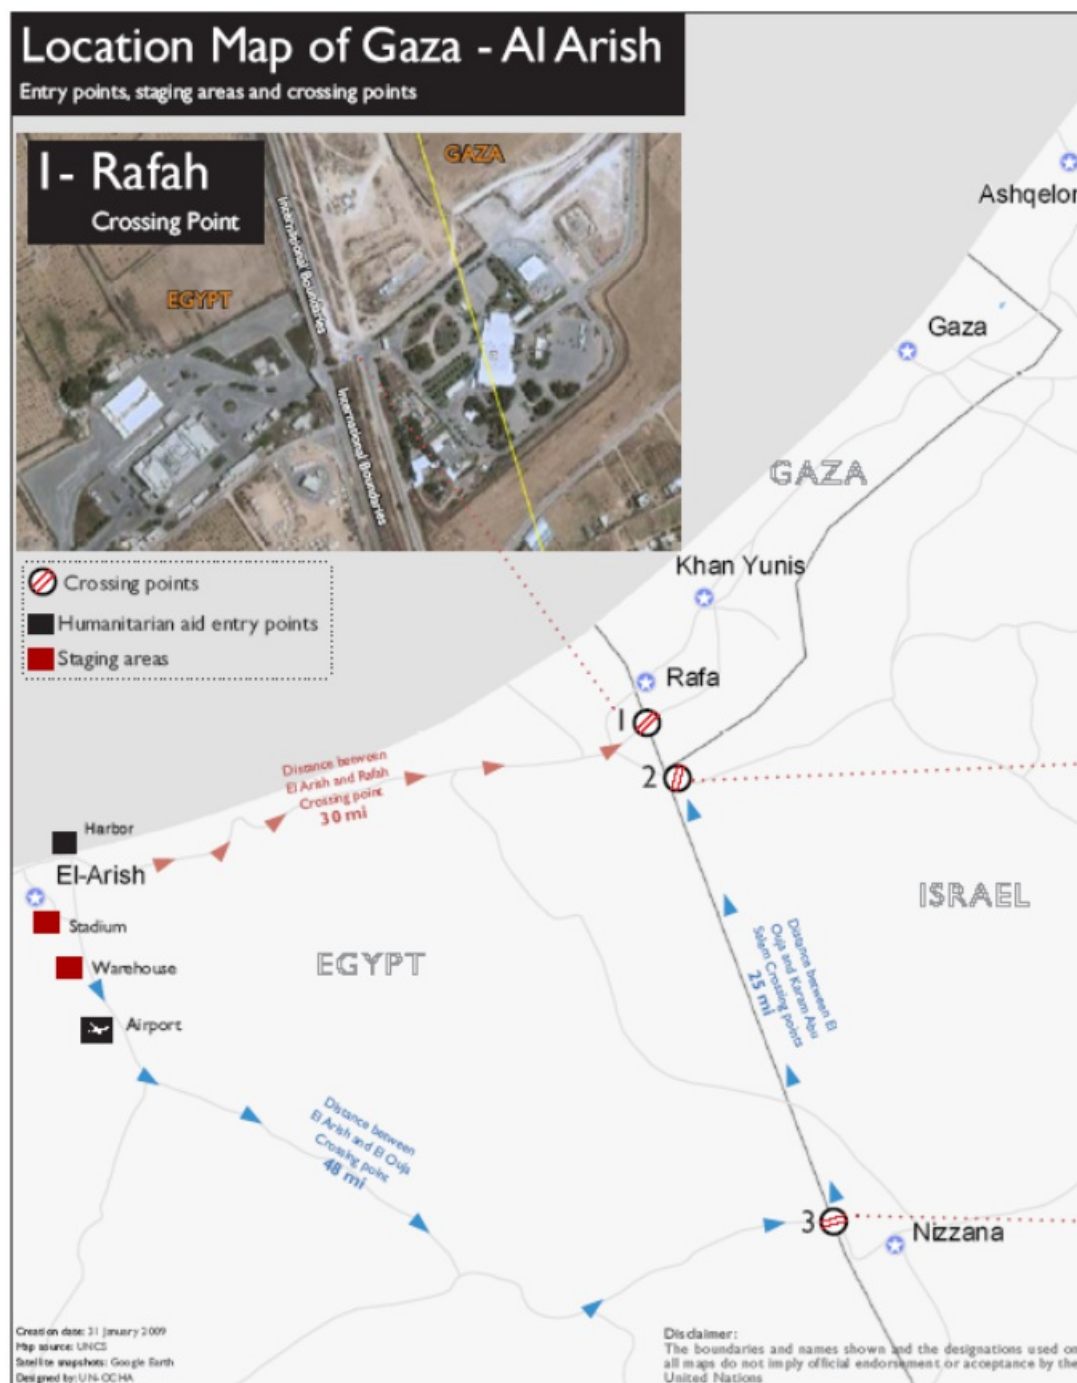 Location Map of Gaza - Al Arish
Entry points, staging areas and crossing points
1- Rafah
Crossing Point
GAZA
EGYPT
International Boundaries
International Boundaries
Crossing points
Humanitarian aid entry points
Staging areas
Ashqelon
Gaza
GAZA
Khan Yunis
Rafa
1
2
Distance between
El Arish and Rafah
Crossing point
30 mi
Harbor
El-Arish
Stadium
Warehouse
Airport
EGYPT
ISRAEL
Distance between El
Ouja and Karam Abu
Salem Crossing points
25 mi
Distance between
El Arish and El Ouja
Crossing point
48 mi
3
Nizzana
Creation date: 31 January 2009
Map source: UNCS
Satellite snapshots: Google Earth
Designed by: UN-OCHA
Disclaimer:
The boundaries and names shown and the designations used on
all maps do not imply official endorsement or acceptance by the
United Nations